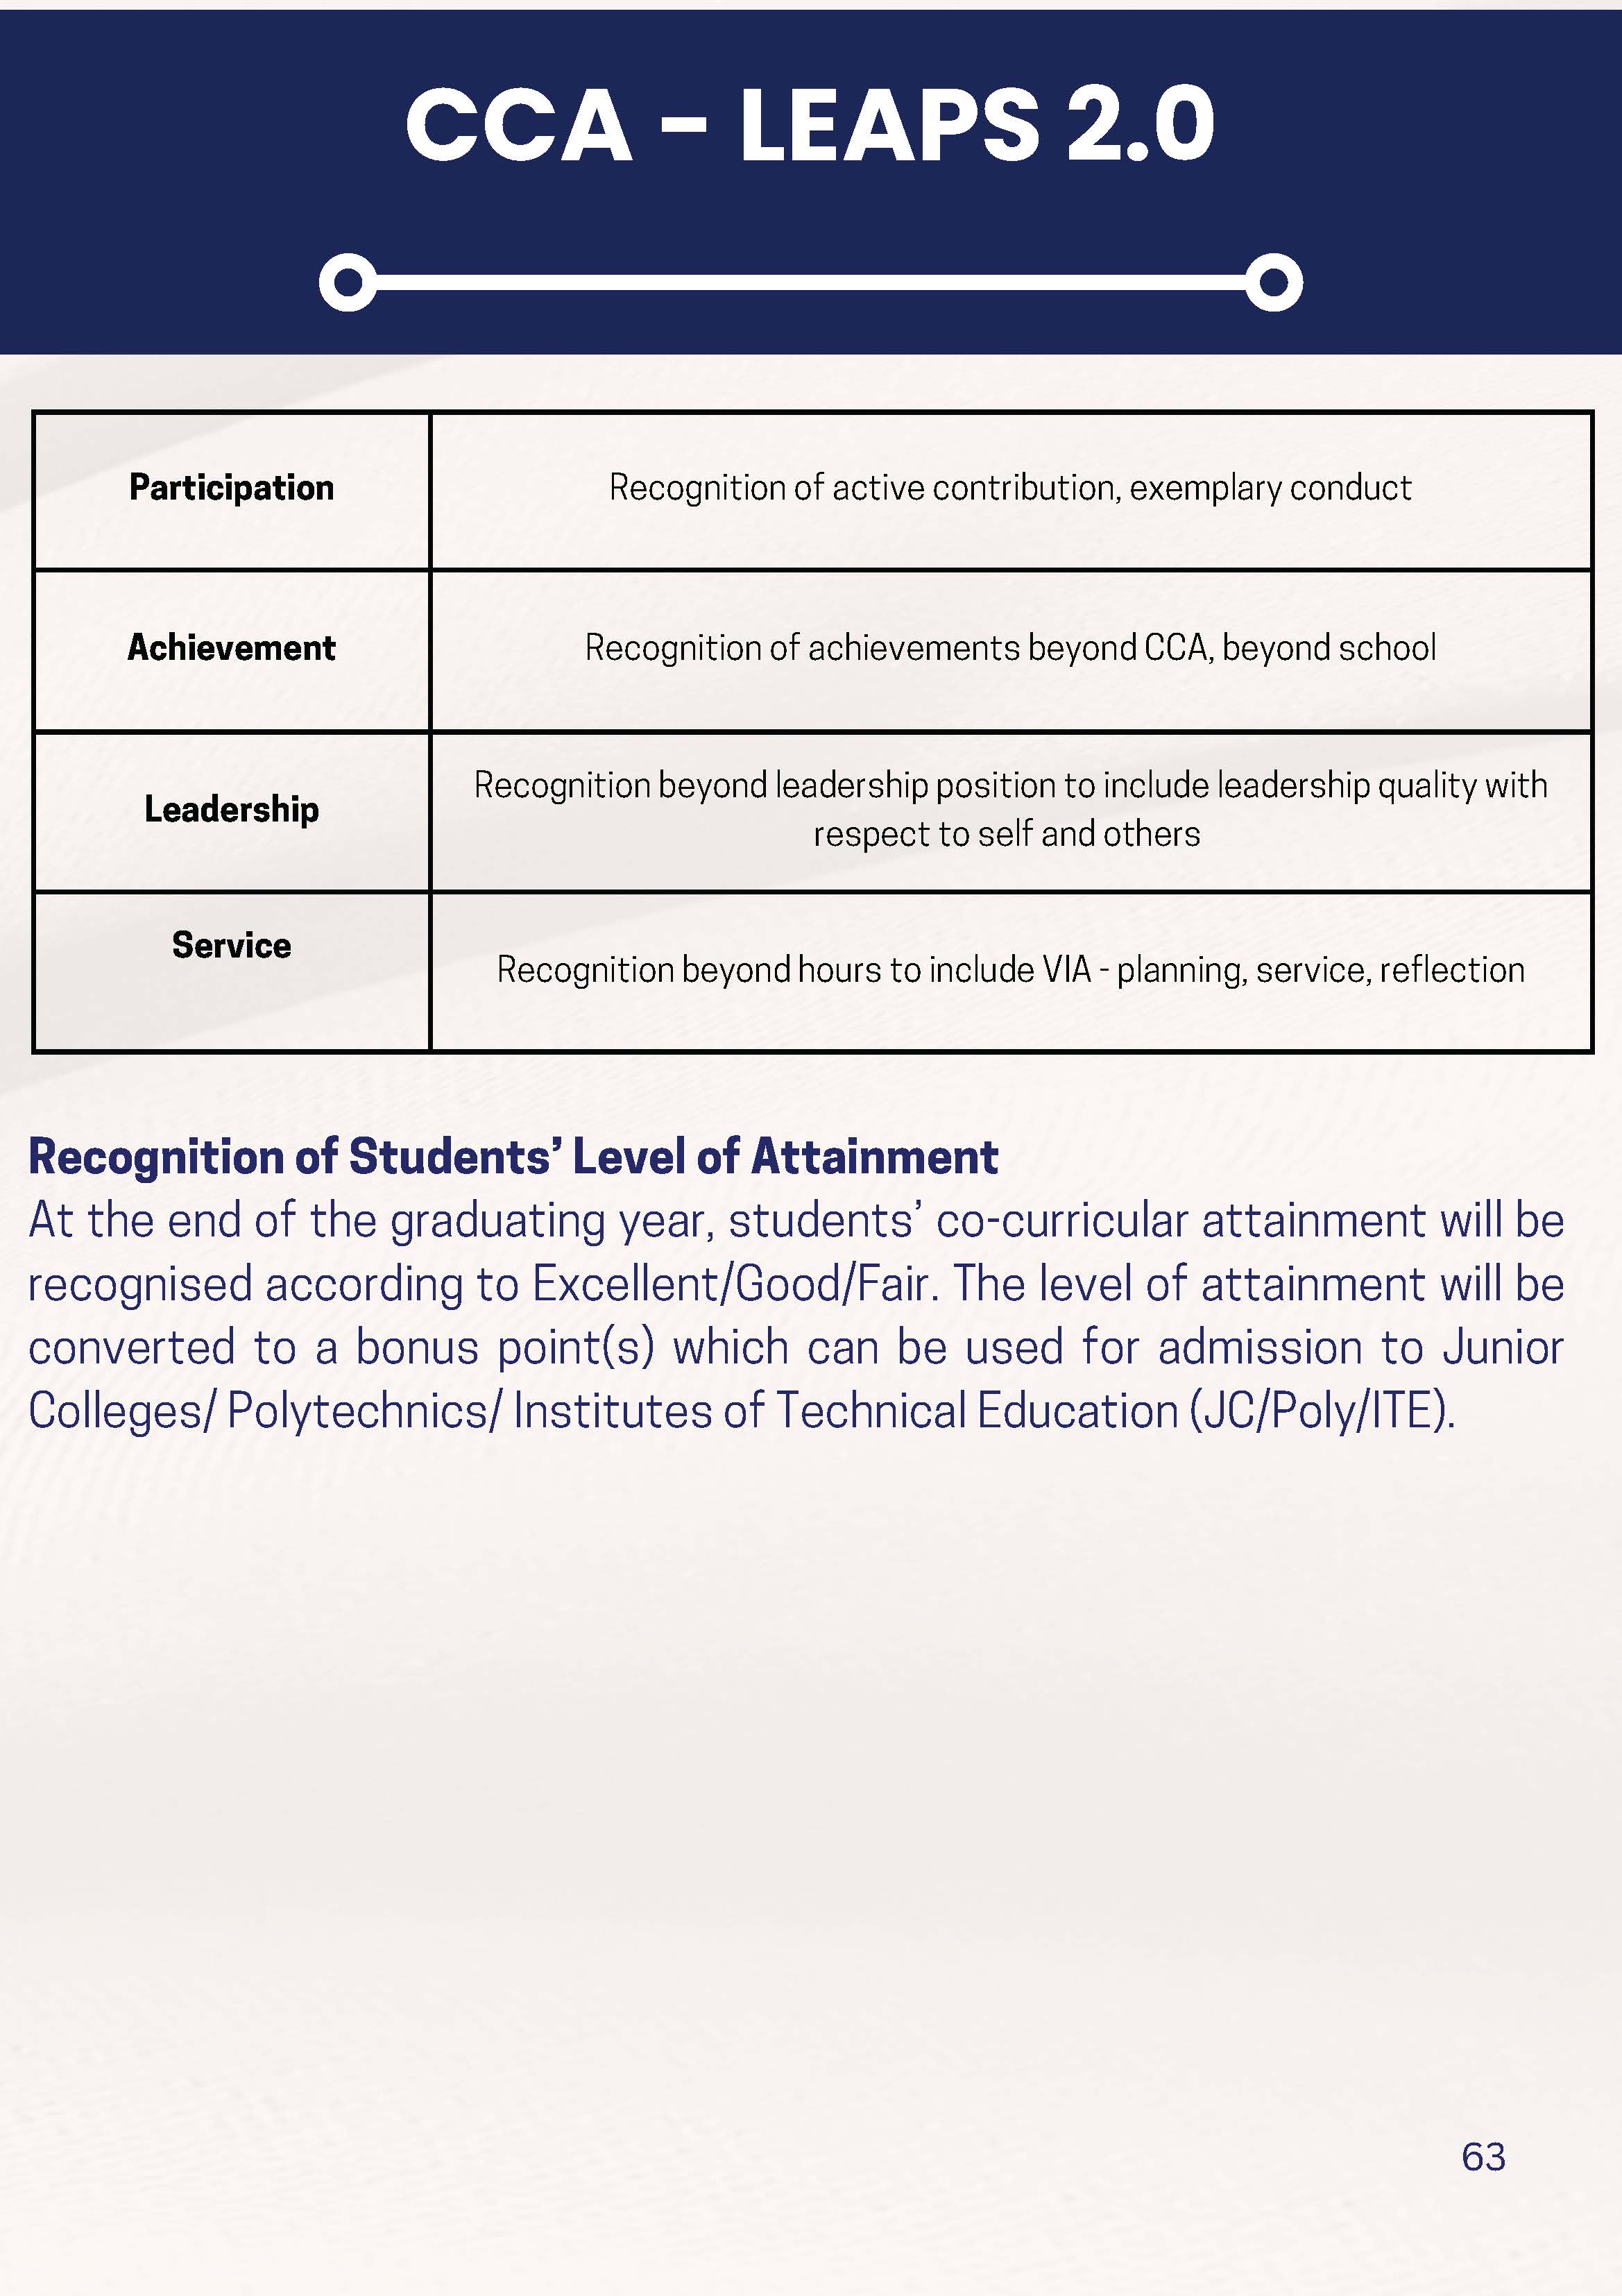 CCA – LEAPS 2.0
Participation
Recognition of active contribution, exemplary conduct
Achievement
Recognition of achievements beyond CCA, beyond school
Leadership
Recognition beyond leadership position to include leadership quality with
respect to self and others
Service
Recognition beyond hours to include VIA - planning, service, reflection
Recognition of Students’ Level of Attainment
At the end of the graduating year, students’ co-curricular attainment will be
recognised according to Excellent/Good/Fair. The level of attainment will be
converted to a bonus point(s) which can be used for admission to Junior
Colleges/ Polytechnics/ Institutes of Technical Education (JC/Poly/ITE).
63